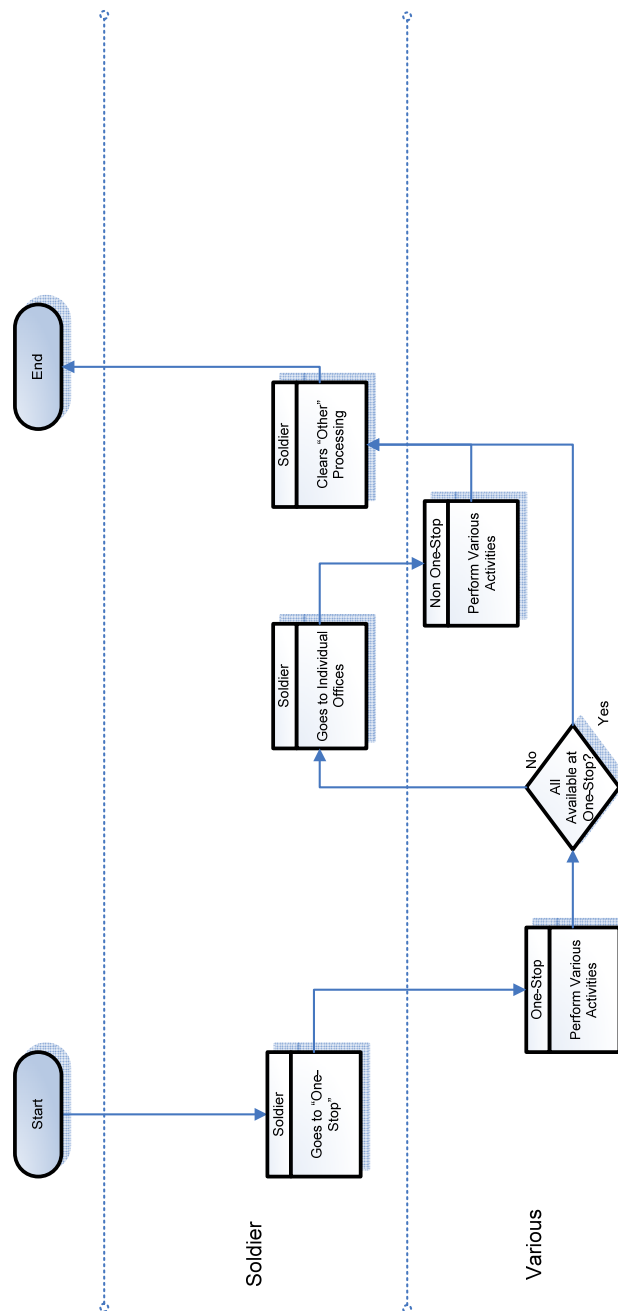 Start
End
Soldier
Soldier
Goes to "One-
Stop"
Soldier
Goes to Individual
Offices
Soldier
Clears "Other"
Processing
Various
One-Stop
Perform Various
Activities
All
Available at
One-Stop?
No
Yes
Non One-Stop
Perform Various
Activities